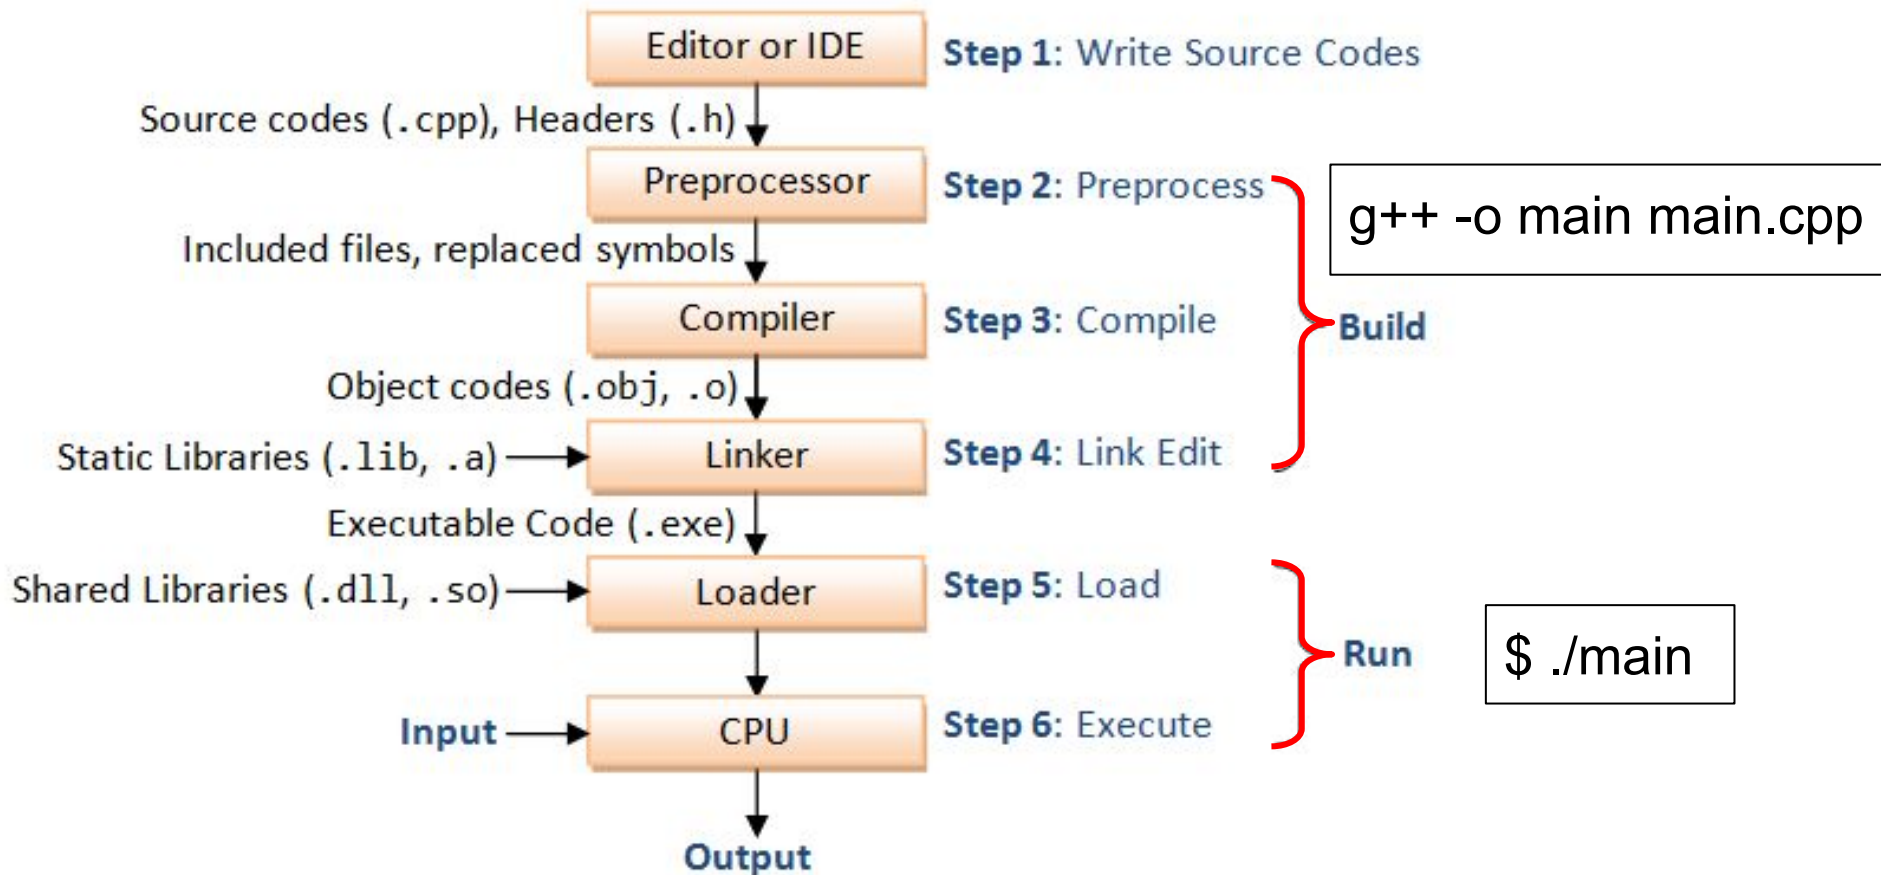 Editor or IDE
Step 1: Write Source Codes
Source codes (.cpp), Headers (.h)
Preprocessor
Step 2: Preprocess
g++ -o main main.cpp
Included files, replaced symbols
Compiler
Step 3: Compile
Build
Object codes (.obj, .o)
Static Libraries (.lib, .a)
Linker
Step 4: Link Edit
Executable Code (.exe)
Shared Libraries (.dll, .so)
Loader
Step 5: Load
Run
$ ./main
Input
CPU
Step 6: Execute
Output